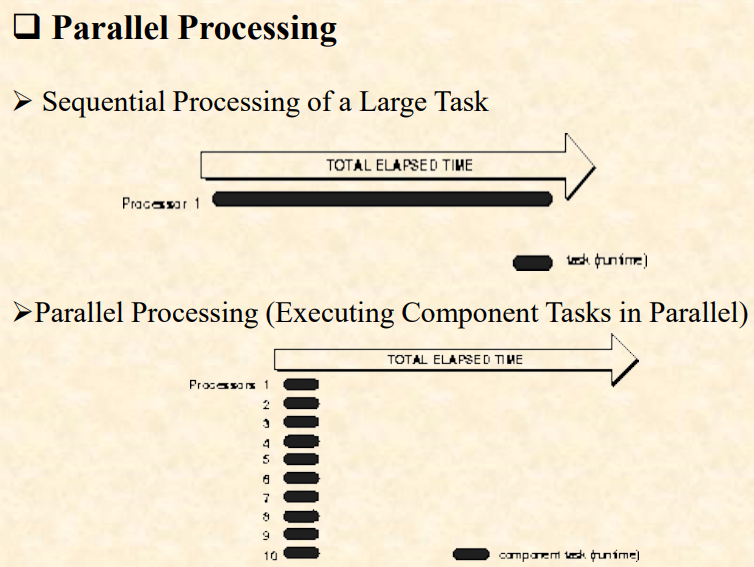 ❑ Parallel Processing
➢ Sequential Processing of a Large Task
TOTAL ELAPSED TIME
Processor 1
task (runtime)
➢Parallel Processing (Executing Component Tasks in Parallel)
TOTAL ELAPSED TIME
Processors 1
2
3
4
5
6
7
8
9
10
component task (runtime)